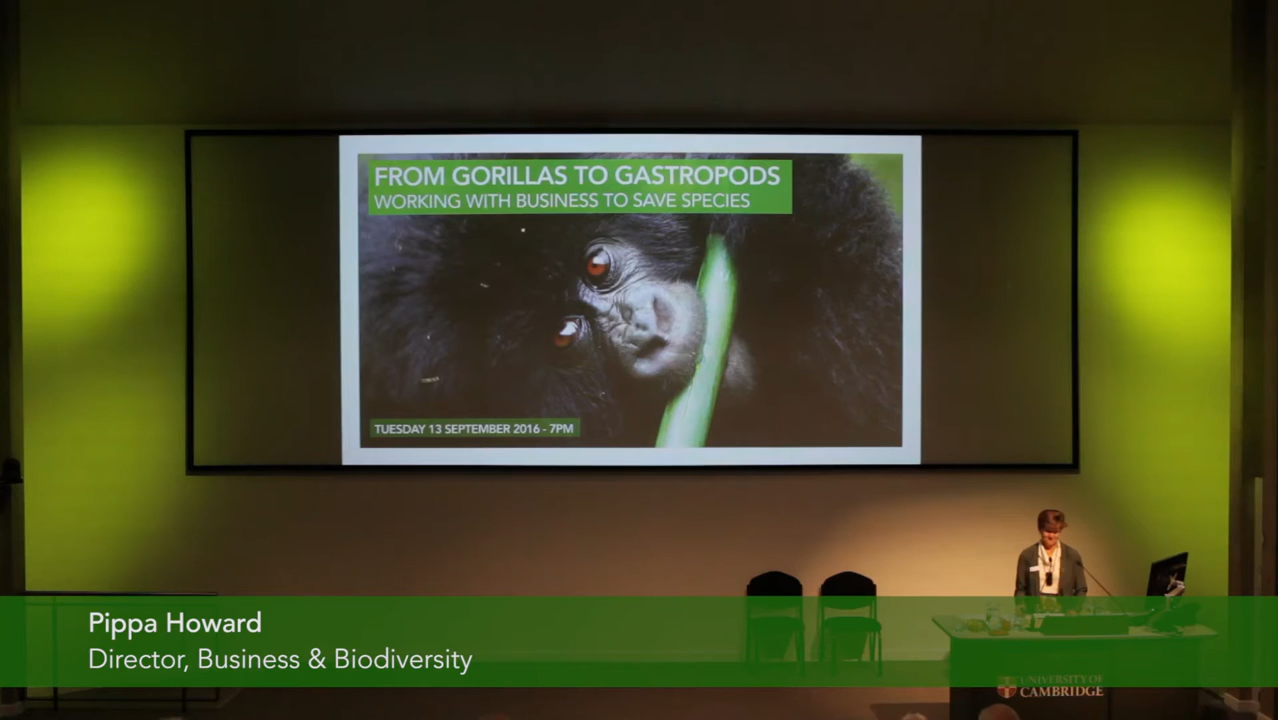 FROM GORILLAS TO GASTROPODS
WORKING WITH BUSINESS TO SAVE SPECIES
TUESDAY 13 SEPTEMBER 2016 - 7PM
Pippa Howard
Director, Business & Biodiversity
UNIVERSITY OF
CAMBRIDGE